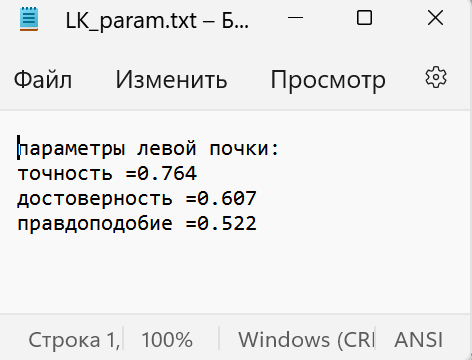 LK_param.txt – Б...
Файл Изменить Просмотр
параметры левой почки:
точность =0.764
достоверность =0.607
правдоподобие =0.522
Строка 1, 100% Windows (CRI ANSI